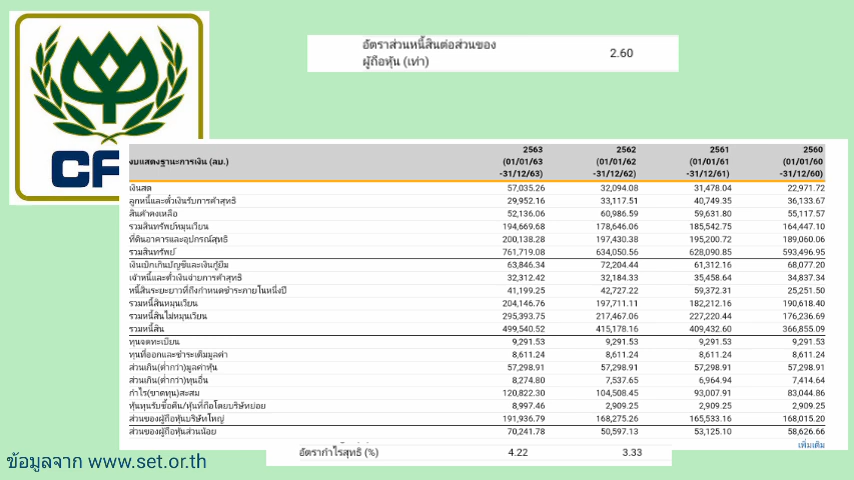 อัตราส่วนหนี้สินต่อส่วนของ 2.60
ผู้ถือหุ้น (เท่า)
CP
งบแสดงฐานะการเงิน (ลบ.) 2563 (01/01/63 -31/12/63) 2562 (01/01/62 -31/12/62) 2561 (01/01/61 -31/12/61) 2560 (01/01/60 -31/12/60)
เงินสด 57,035.26 32,094.08 31,478.04 22,971.72
ลูกหนี้และตั๋วเงินรับการค้าสุทธิ 29,952.16 33,117.51 40,749.35 36,133.67
สินค้าคงเหลือ 52,136.06 60,986.59 59,631.80 55,117.57
รวมสินทรัพย์หมุนเวียน 194,669.68 178,646.06 185,542.75 164,447.10
ที่ดินอาคารและอุปกรณ์สุทธิ 200,138.28 197,430.38 195,200.72 189,060.06
รวมสินทรัพย์ 761,719.08 634,050.56 628,090.85 593,496.95
เงินเบิกเกินบัญชีและเงินกู้ยืม 63,846.34 72,204.44 61,312.16 68,077.20
เจ้าหนี้และตั๋วเงินจ่ายการค้าสุทธิ 32,312.42 32,184.33 35,458.64 34,837.34
หนี้สินระยะยาวที่ถึงกำหนดชำระภายในหนึ่งปี 41,199.25 42,727.22 59,372.31 25,251.50
รวมหนี้สินหมุนเวียน 204,146.76 197,711.11 182,212.16 190,618.40
รวมหนี้สินไม่หมุนเวียน 295,393.75 217,467.06 227,220.44 176,236.69
รวมหนี้สิน 499,540.52 415,178.16 409,432.60 366,855.09
ทุนจดทะเบียน 9,291.53 9,291.53 9,291.53 9,291.53
ทุนที่ออกและชำระเต็มมูลค่า 8,611.24 8,611.24 8,611.24 8,611.24
ส่วนเกิน(ต่ำกว่า)มูลค่าหุ้น 57,298.91 57,298.91 57,298.91 57,298.91
ส่วนเกิน(ต่ำกว่า)ทุนอื่น 8,274.80 7,537.65 6,964.94 7,414.64
กำไร(ขาดทุน)สะสม 120,822.30 104,508.45 93,007.91 83,044.86
หุ้นทุนรับซื้อคืน/หุ้นที่ถือโดยบริษัทย่อย 8,997.46 2,909.25 2,909.25 2,909.25
ส่วนของผู้ถือหุ้นบริษัทใหญ่ 191,936.79 168,275.26 165,533.16 168,015.20
ส่วนของผู้ถือหุ้นส่วนน้อย 70,241.78 50,597.13 53,125.10 58,626.66
เพิ่มเติม
อัตรากำไรสุทธิ (%) 4.22 3.33
ข้อมูลจาก www.set.or.th